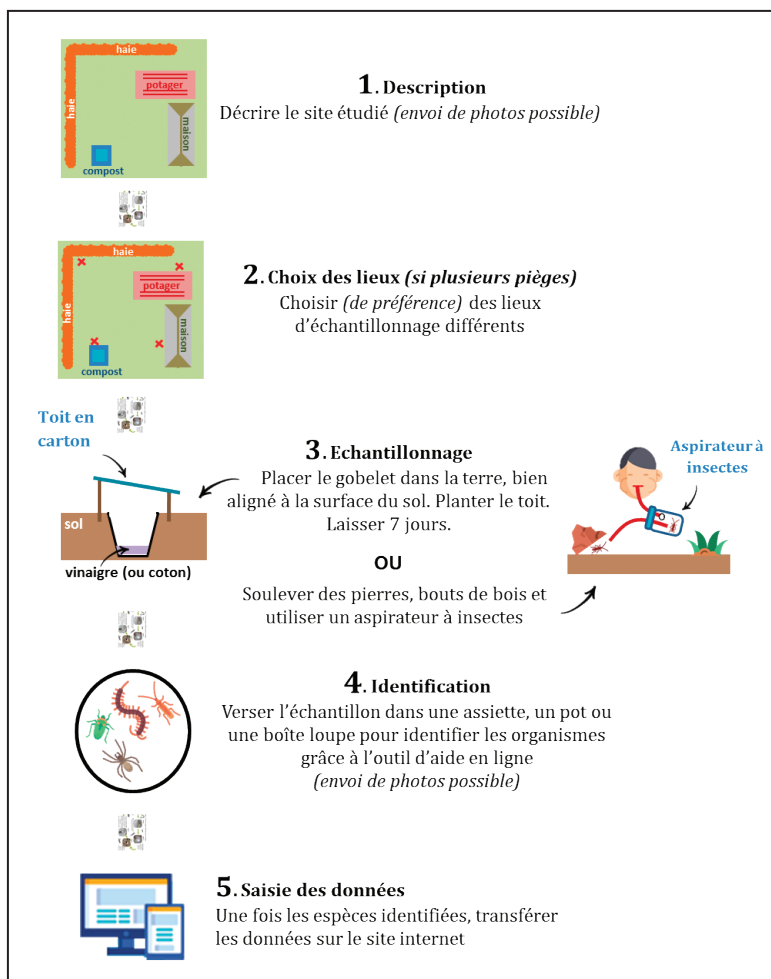 haie
haie
potager
maison
compost
1. Description
Décrire le site étudié (envoi de photos possible)
haie
haie
potager
maison
compost
2. Choix des lieux (si plusieurs pièges)
Choisir (de préférence) des lieux
d'échantillonnage différents
Toit en
carton
sol
vinaigre (ou coton)
3. Echantillonnage
Placer le gobelet dans la terre, bien
aligné à la surface du sol. Planter le toit.
Laisser 7 jours.
OU
Soulever des pierres, bouts de bois et
utiliser un aspirateur à insectes
Aspirateur à
insectes
4. Identification
Verser l'échantillon dans une assiette, un pot ou
une boîte loupe pour identifier les organismes
grâce à l'outil d'aide en ligne
(envoi de photos possible)
5. Saisie des données
Une fois les espèces identifiées, transférer
les données sur le site internet